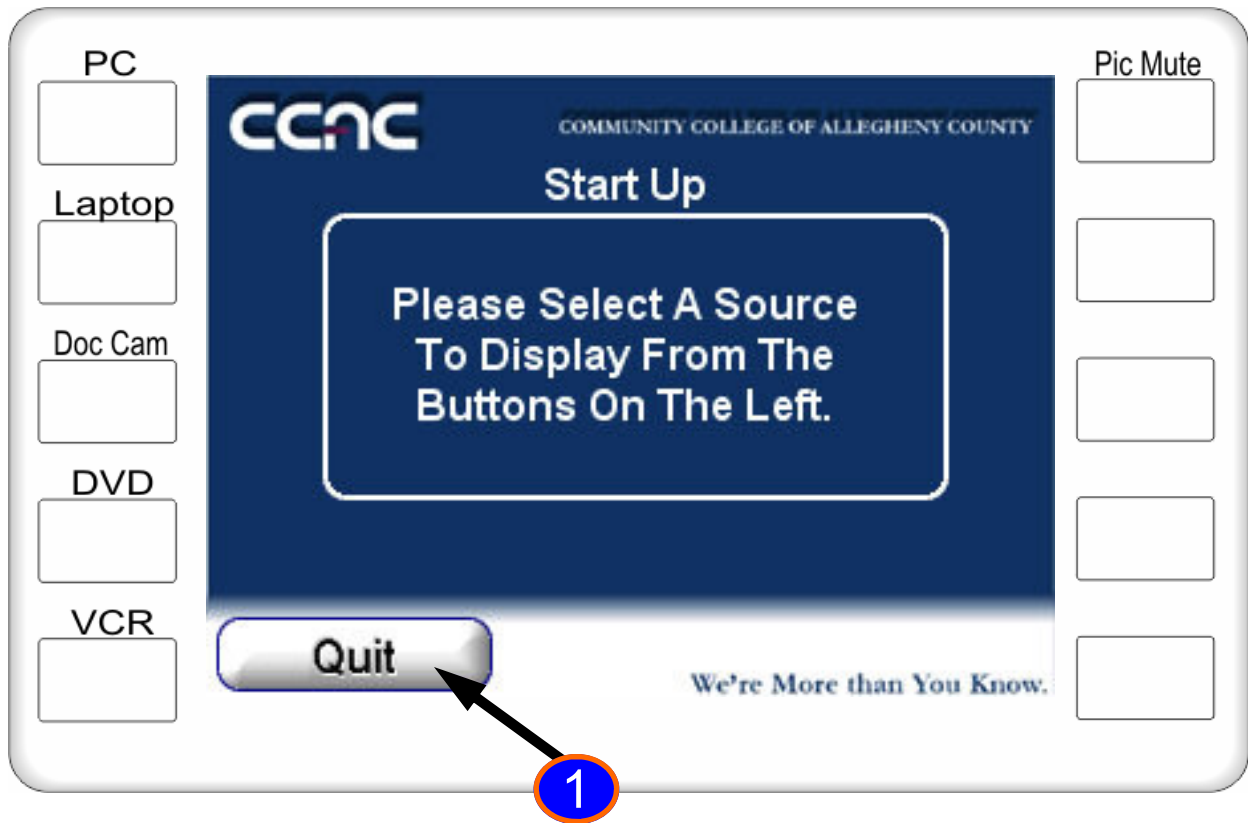 PC
Pic Mute
CCAC
COMMUNITY COLLEGE OF ALLEGHENY COUNTY
Start Up
Laptop
Please Select A Source
To Display From The
Buttons On The Left.
Doc Cam
DVD
VCR
Quit
We're More than You Know.
1